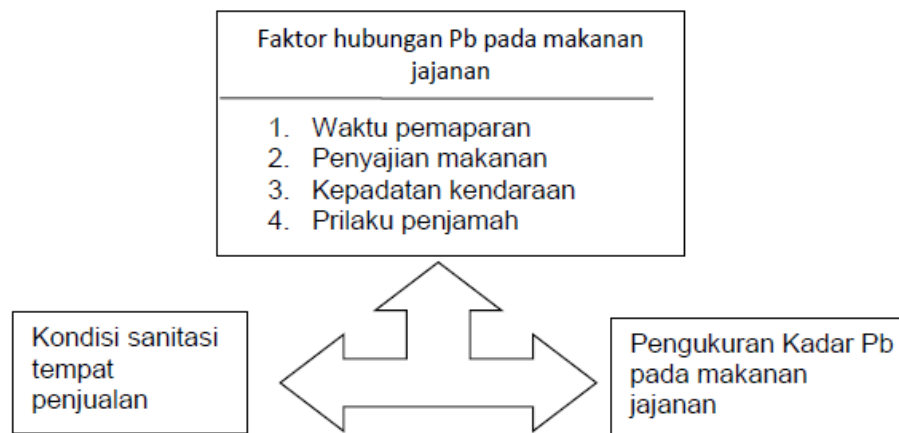 Faktor hubungan Pb pada makanan
jajanan
1. Waktu pemaparan
2. Penyajian makanan
3. Kepadatan kendaraan
4. Prilaku penjamah
Kondisi sanitasi
tempat
penjualan
Pengukuran Kadar Pb
pada makanan
jajanan